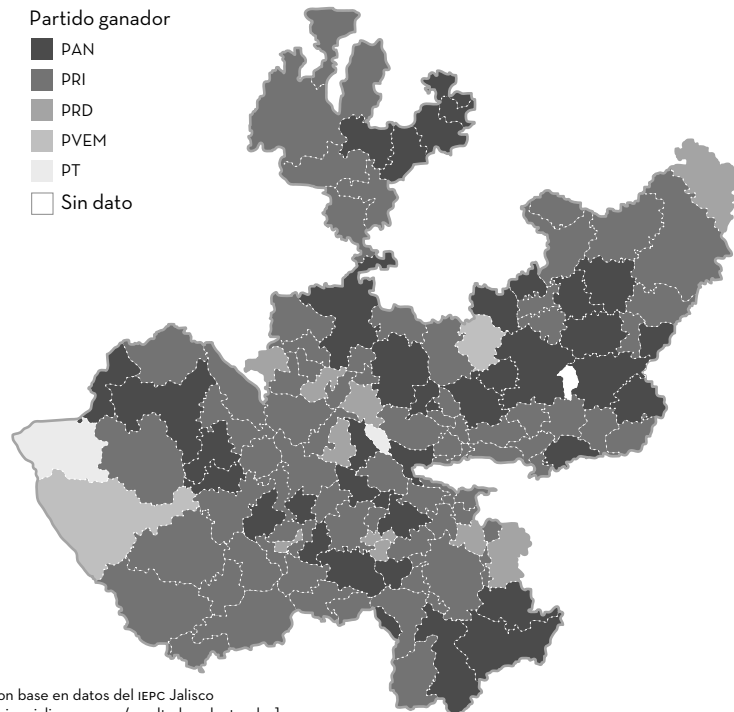 Partido ganador
PAN
PRI
PRD
PVEM
PT
Sin dato
on base en datos del IEPC Jalisco